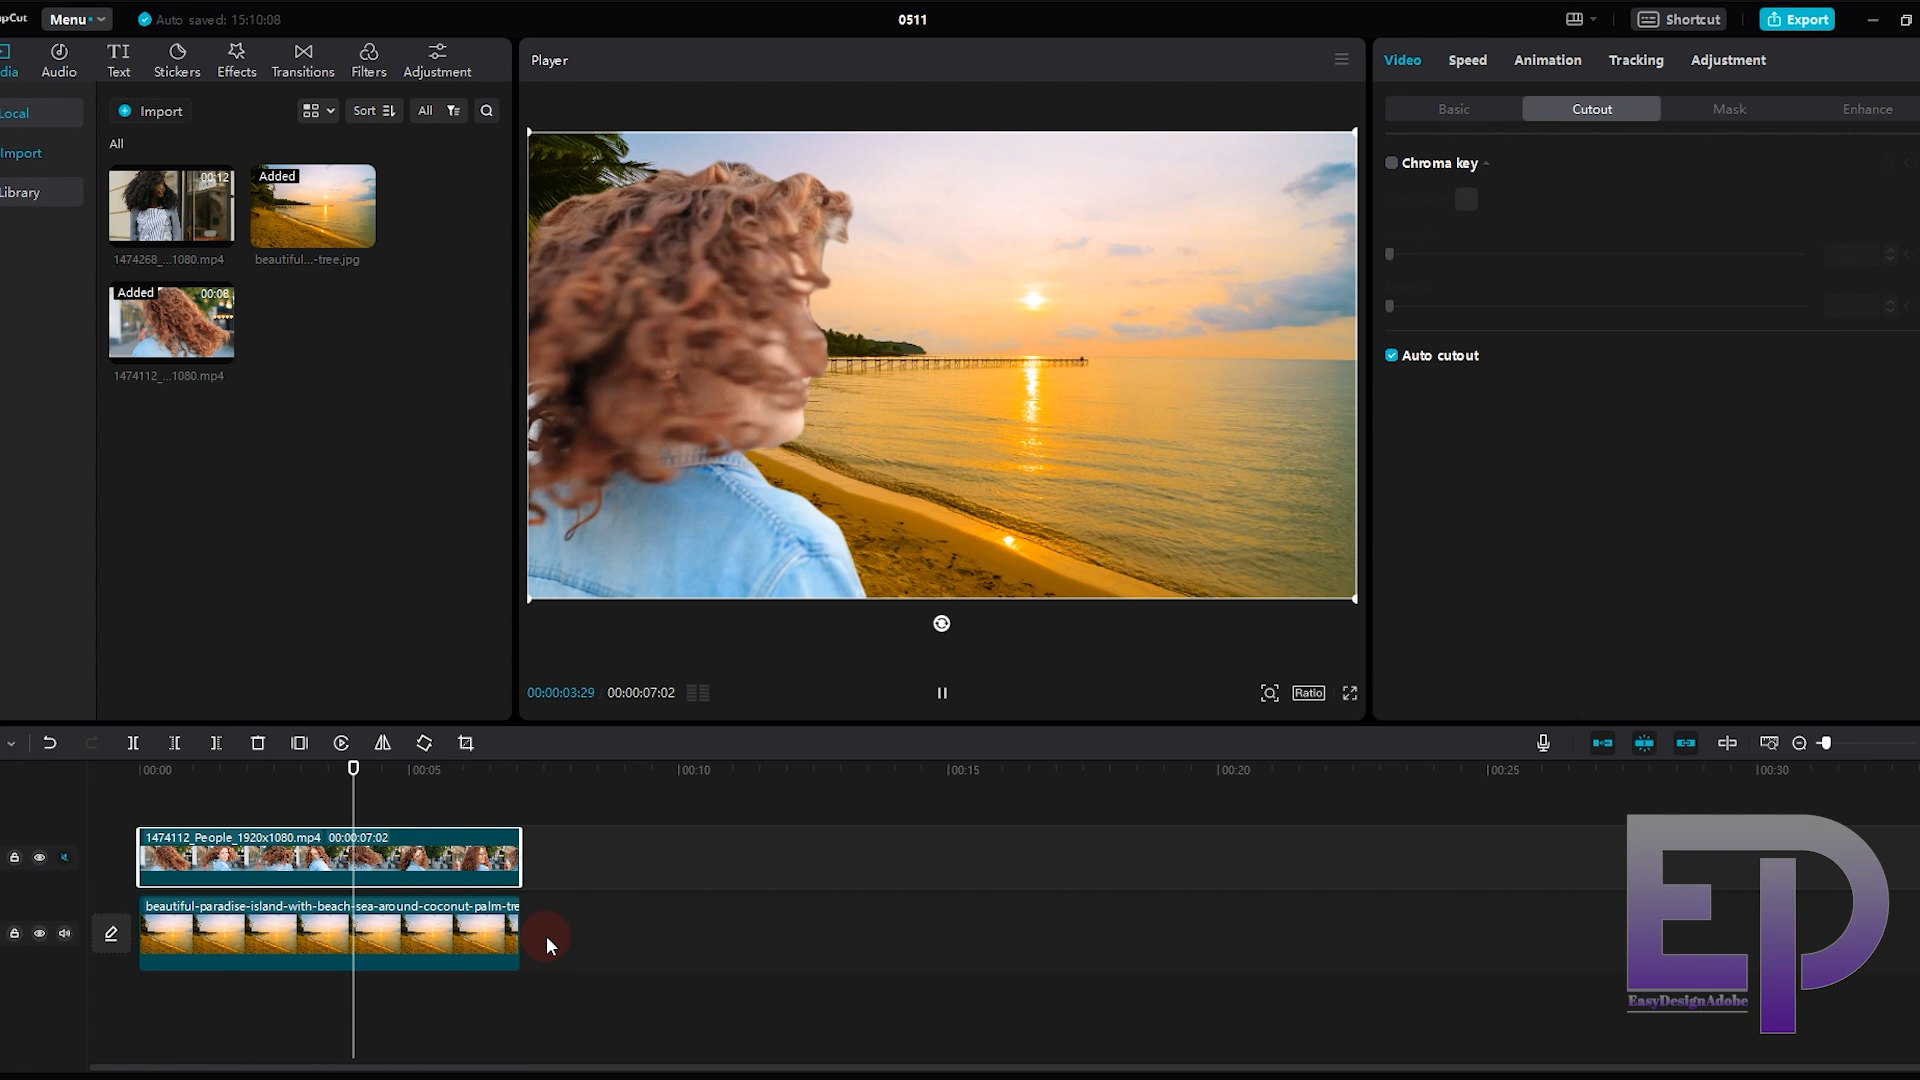 pCut
Menu
Auto saved: 15:10:08
0511
Shortcut
Export
dia
Audio
Text
Stickers
Effects
Transitions
Filters
Adjustment
Local
Import
Library
Import
Sort
All
All
00:12
1474268_...1080.mp4
Added
beautiful...-tree.jpg
Added
00:08
1474112_...1080.mp4
Player
00:00:03:29
00:00:07:02
Ratio
Video
Speed
Animation
Tracking
Adjustment
Basic
Cutout
Mask
Enhance
Chroma key
Auto cutout
00:00
00:05
00:10
00:15
00:20
00:25
00:30
1474112_People_1920x1080.mp4 00:00:07:02
beautiful-paradise-island-with-beach-sea-around-coconut-palm-tre
EP
EasyDesignAdobe